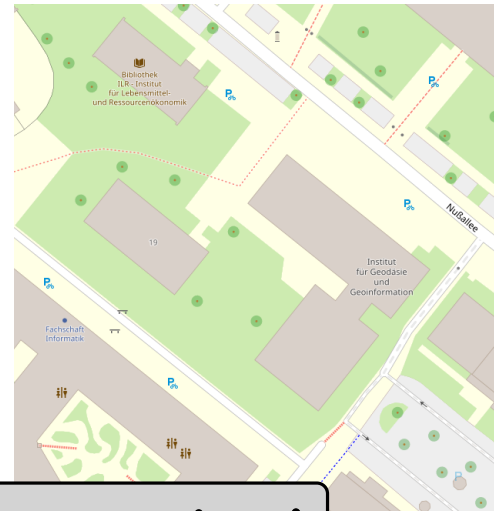 Bibliothek
ILR - Institut
für Lebensmittel-
und Ressourcenökonomik
P
P
P
Nußallee
19
Institut
für Geodäsie
und
Geoinformation
P
Fachschaft
Informatik
P